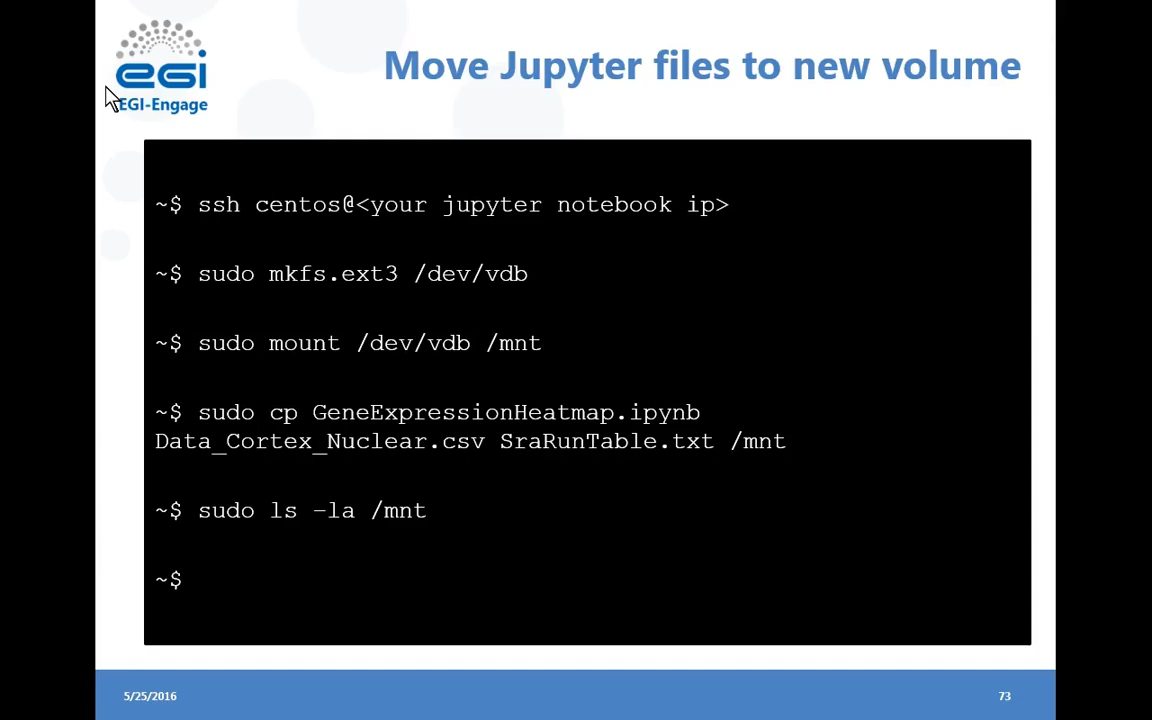 egi
EGI-Engage
Move Jupyter files to new volume
~$ ssh centos@<your jupyter notebook ip>
~$ sudo mkfs.ext3 /dev/vdb
~$ sudo mount /dev/vdb /mnt
~$ sudo cp GeneExpressionHeatmap.ipynb
Data_Cortex_Nuclear.csv SraRunTable.txt /mnt
~$ sudo ls –la /mnt
~$
5/25/2016
73